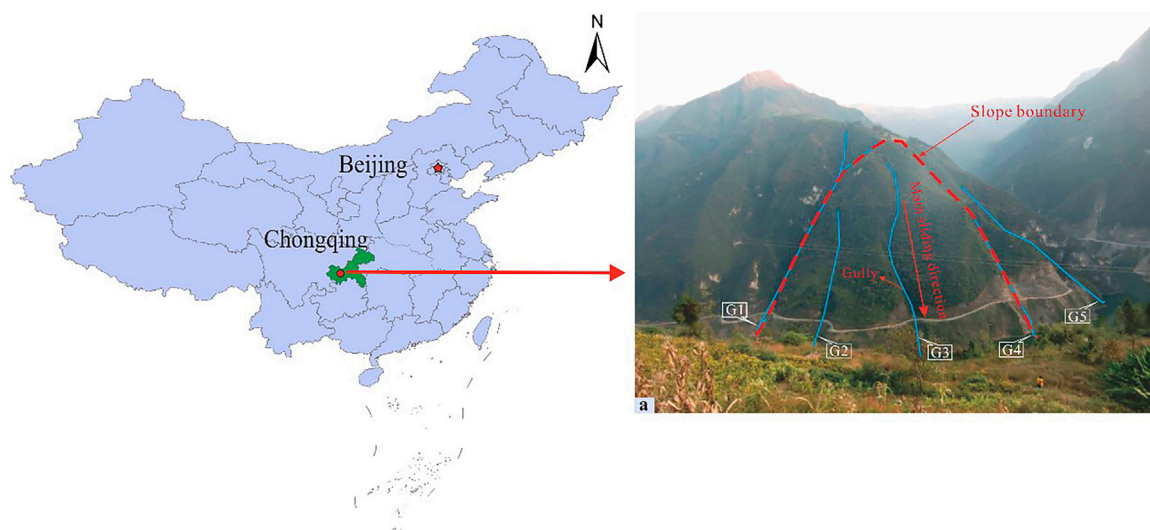 N
Beijing
Chongqing
Slope boundary
Main sliding direction
Gully
G1
G2
G3
G4
G5
a